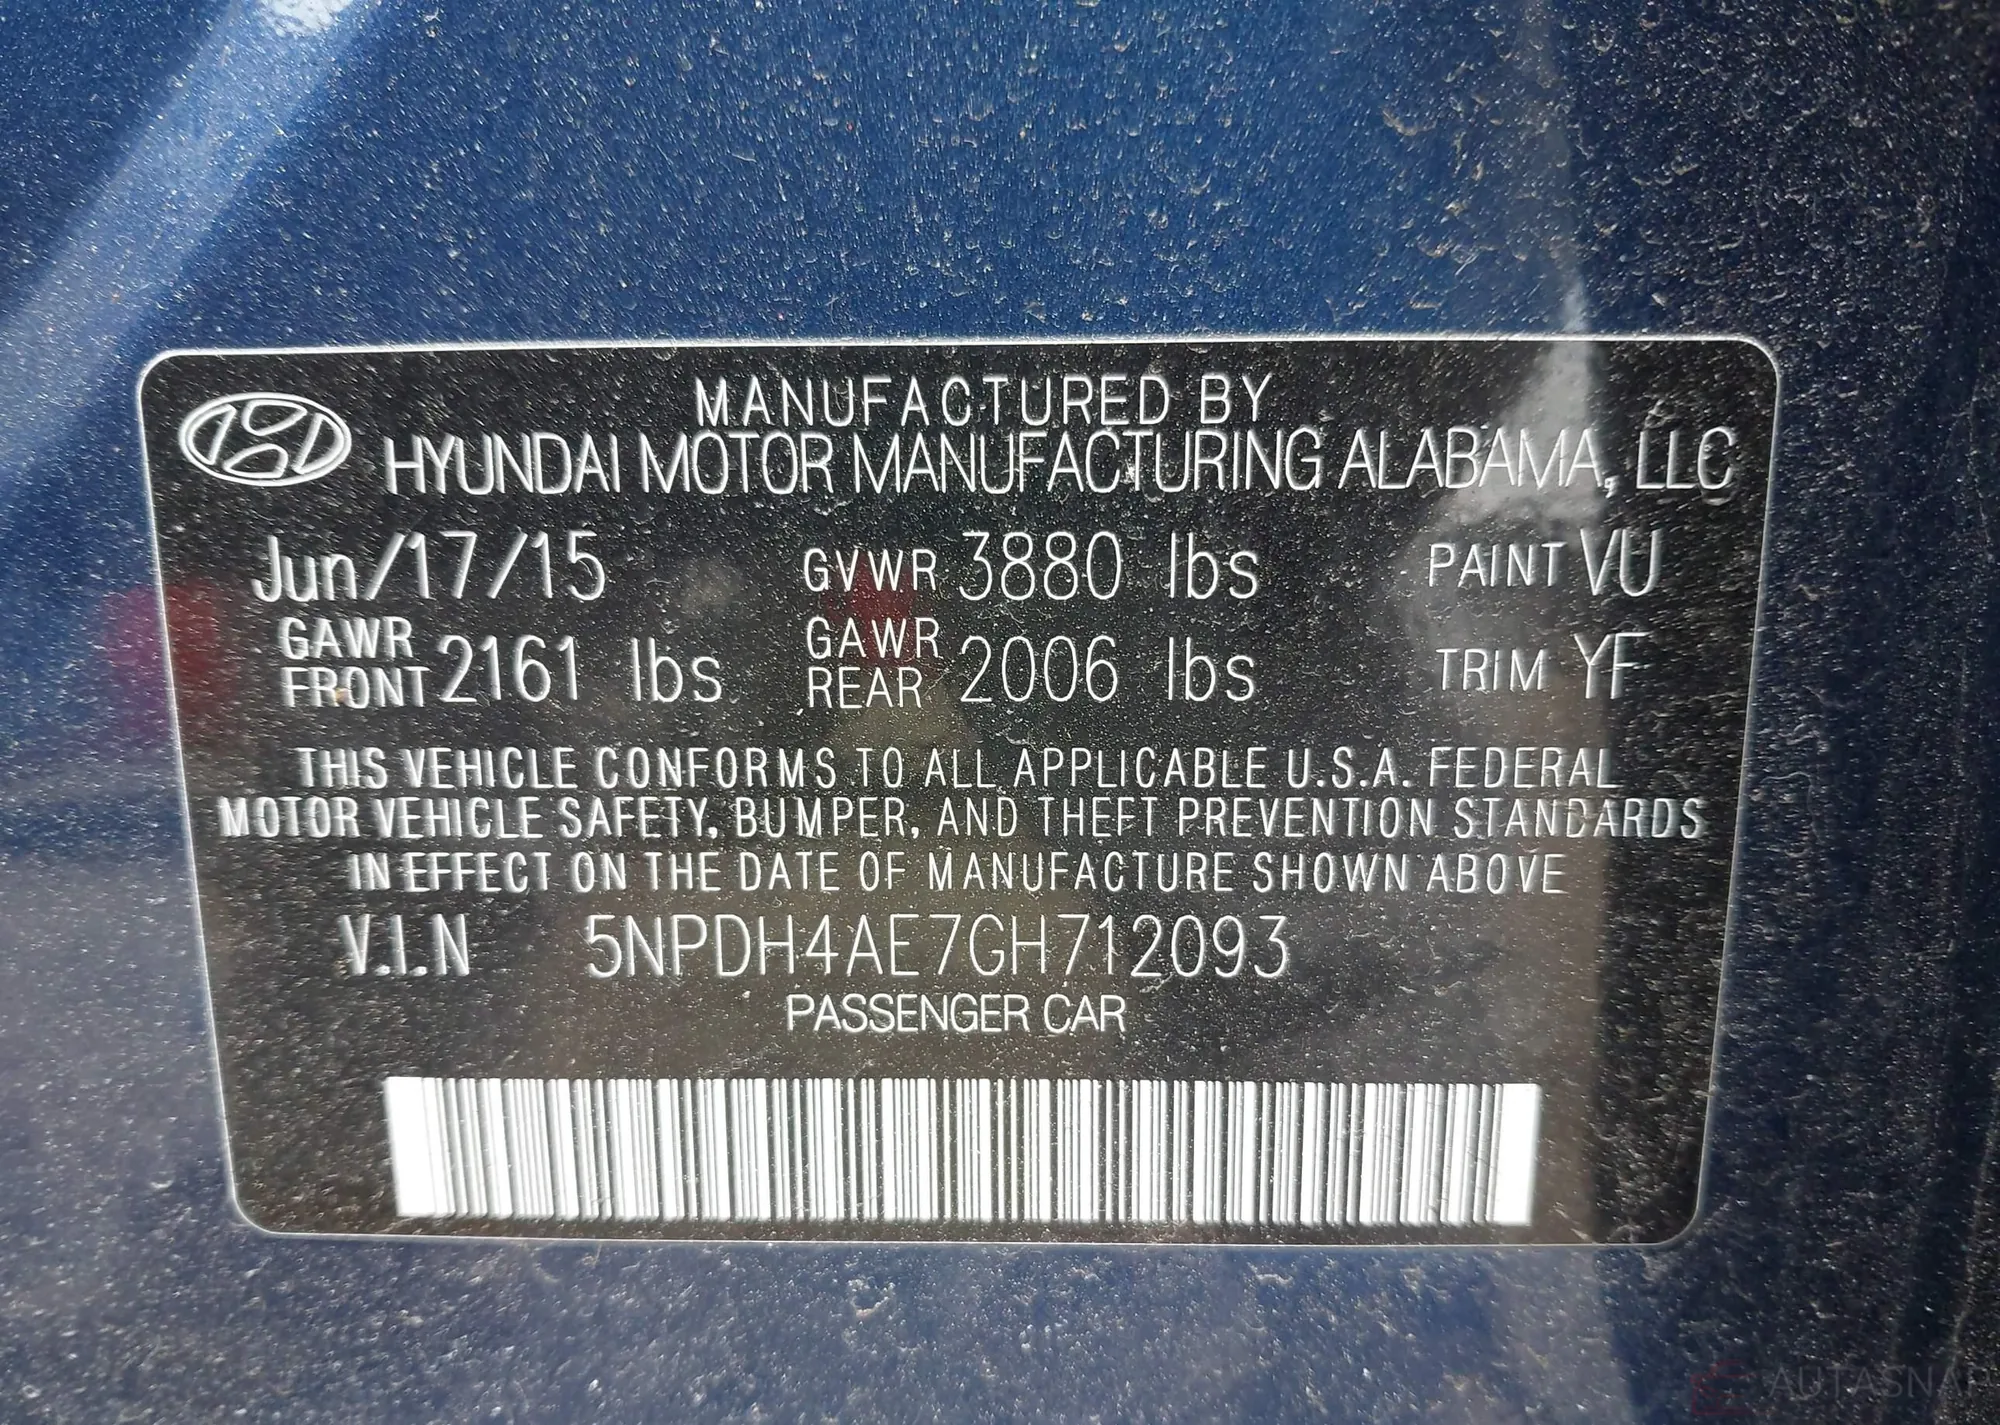 MANUFACTURED BY
HYUNDAI MOTOR MANUFACTURING ALABAMA, LLC
Jun/17/15 GVWR 3880 lbs PAINT VU
GAWR FRONT 2161 lbs GAWR REAR 2006 lbs TRIM YF
THIS VEHICLE CONFORMS TO ALL APPLICABLE U.S.A. FEDERAL
MOTOR VEHICLE SAFETY, BUMPER, AND THEFT PREVENTION STANDARDS
IN EFFECT ON THE DATE OF MANUFACTURE SHOWN ABOVE
V.I.N 5NPDH4AE7GH712093
PASSENGER CAR
AUTASNAP